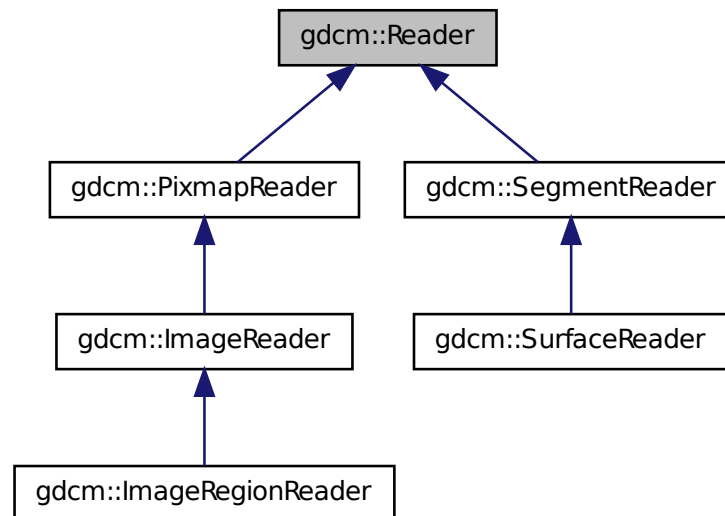 gdcm::Reader
gdcm::PixmapReader
gdcm::SegmentReader
gdcm::ImageReader
gdcm::SurfaceReader
gdcm::ImageRegionReader